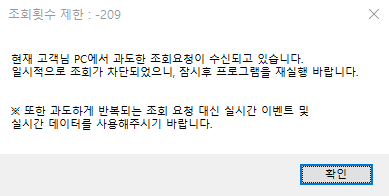 조회횟수 제한 : -209
현재 고객님 PC에서 과도한 조회요청이 수신되고 있습니다.
일시적으로 조회가 차단되었으니, 잠시후 프로그램을 재실행 바랍니다.
※ 또한 과도하게 반복되는 조회 요청 대신 실시간 이벤트 및
실시간 데이터를 사용해주시기 바랍니다.
확인